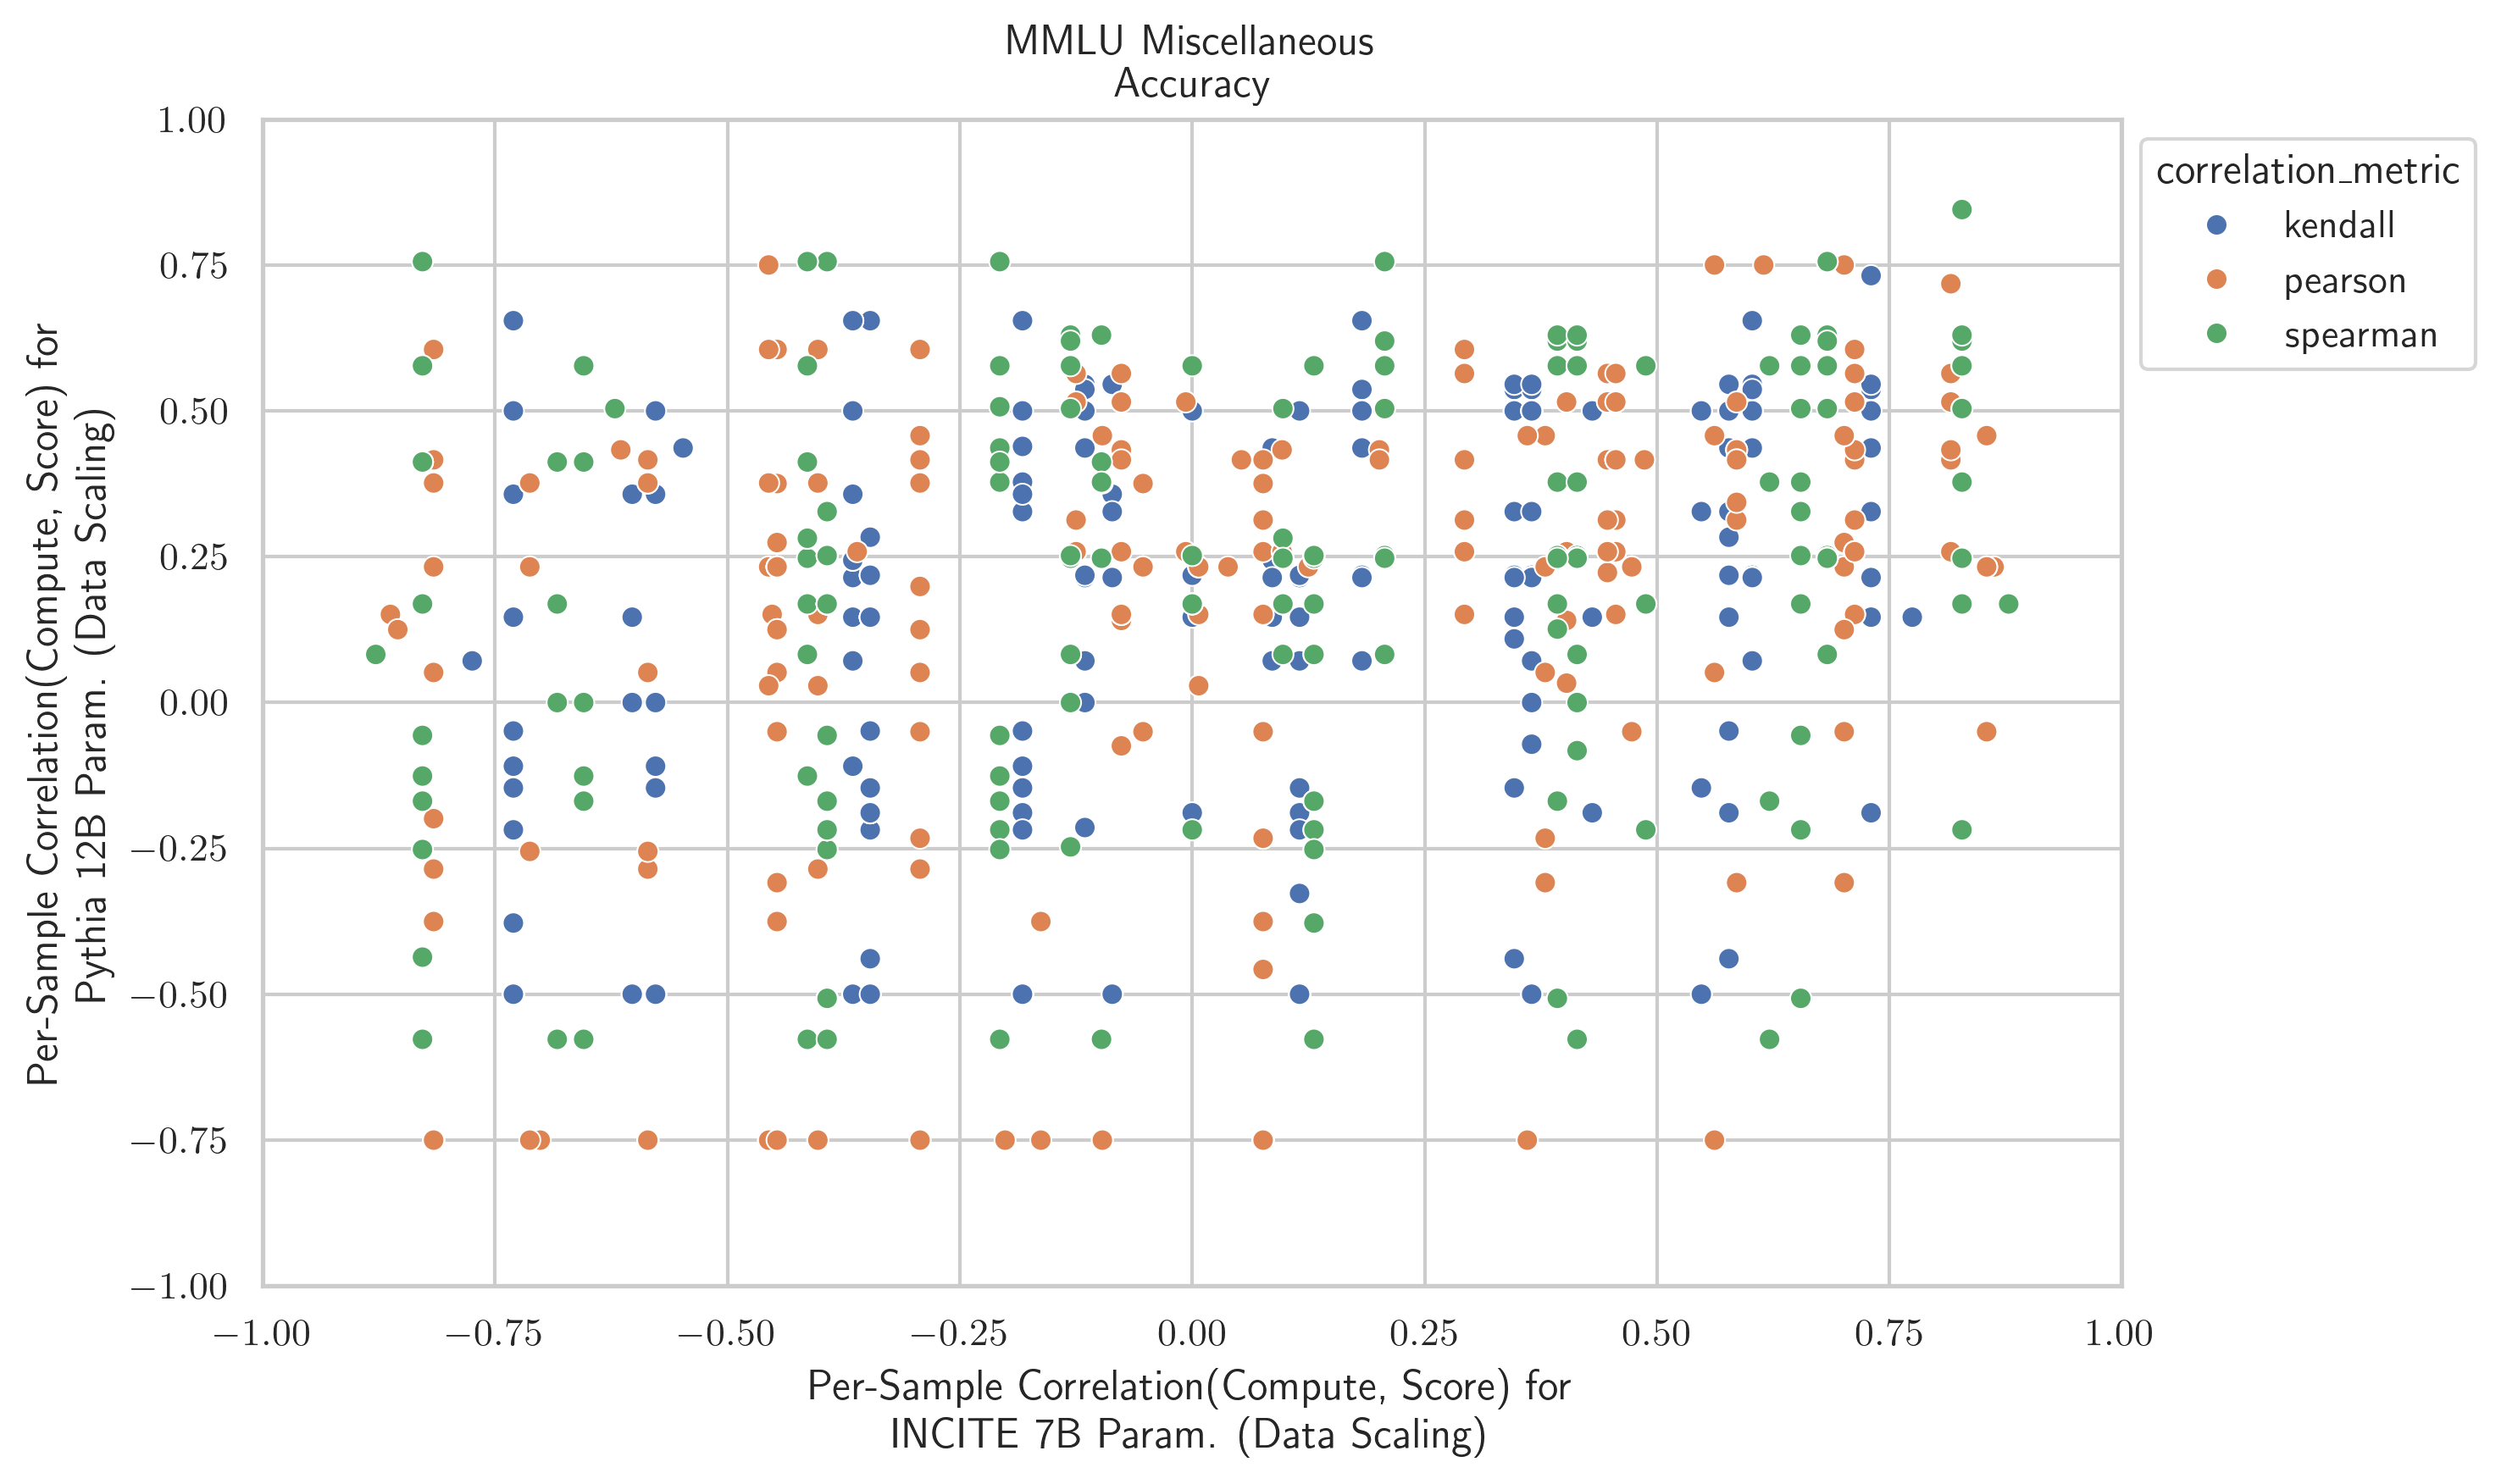 MMLU Miscellaneous
Accuracy
Per-Sample Correlation(Compute, Score) for
Pythia 12B Param. (Data Scaling)
1.00
0.75
0.50
0.25
0.00
−0.25
−0.50
−0.75
−1.00
−1.00 −0.75 −0.50 −0.25 0.00 0.25 0.50 0.75 1.00
Per-Sample Correlation(Compute, Score) for
INCITE 7B Param. (Data Scaling)
correlation_metric
kendall
pearson
spearman